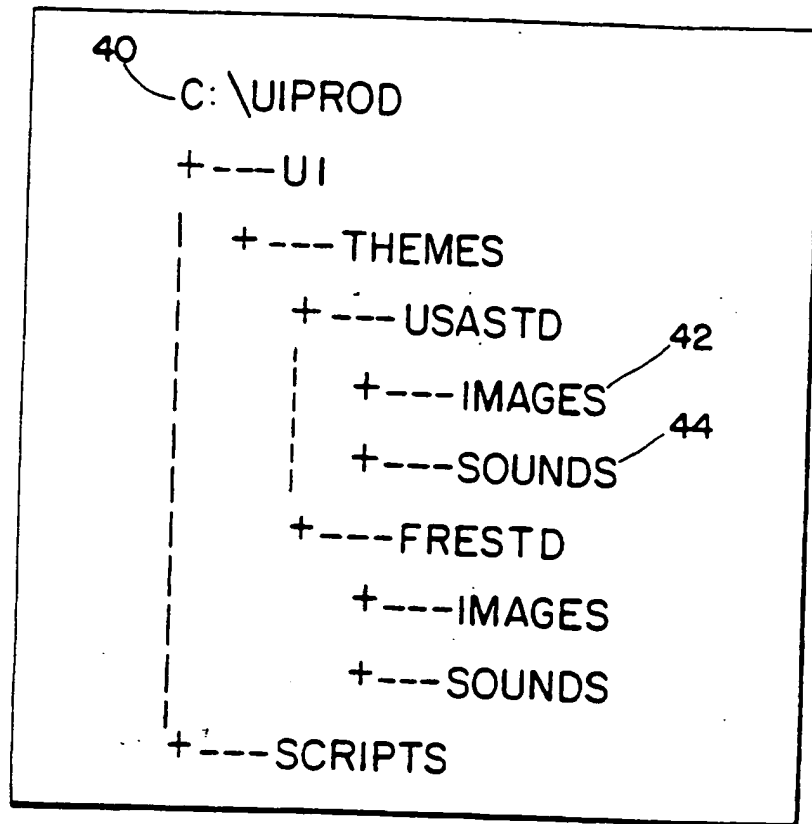 40
C: \UIPROD
+---UI
+---THEMES
+---USASTD
42
+---IMAGES
44
+---SOUNDS
+---FRESTD
+---IMAGES
+---SOUNDS
+---SCRIPTS